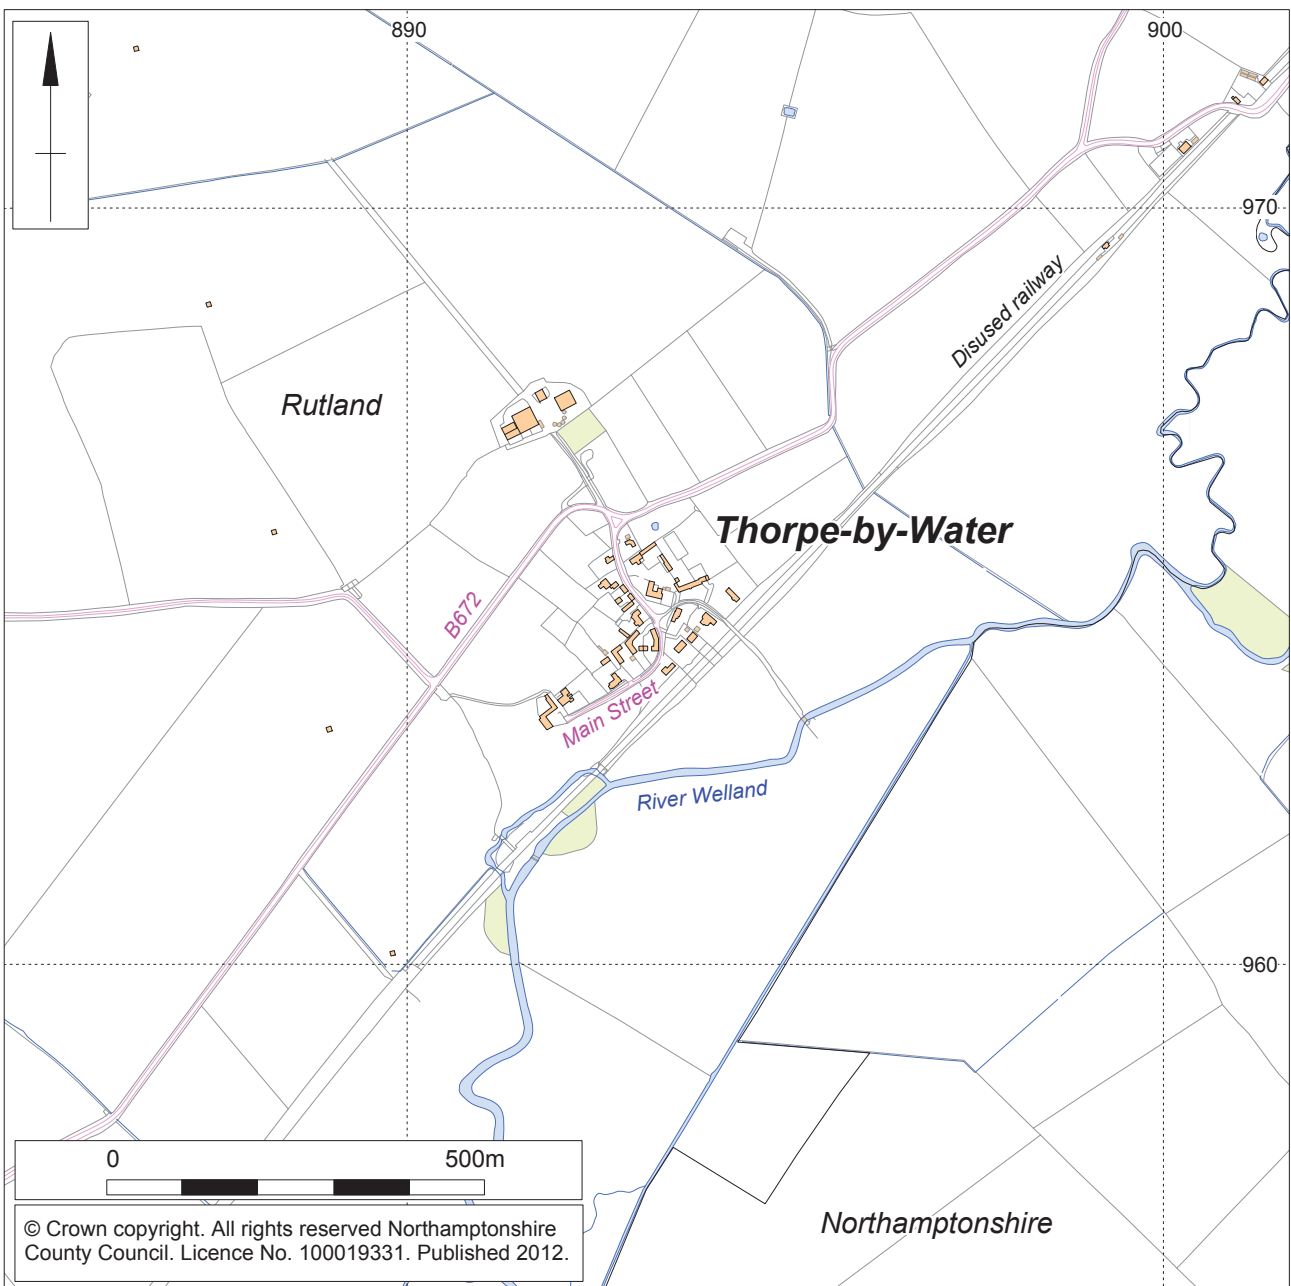 890
900
970
Disused railway
Rutland
Thorpe-by-Water
B672
Main Street
River Welland
960
0 500m
© Crown copyright. All rights reserved Northamptonshire
County Council. Licence No. 100019331. Published 2012.
Northamptonshire